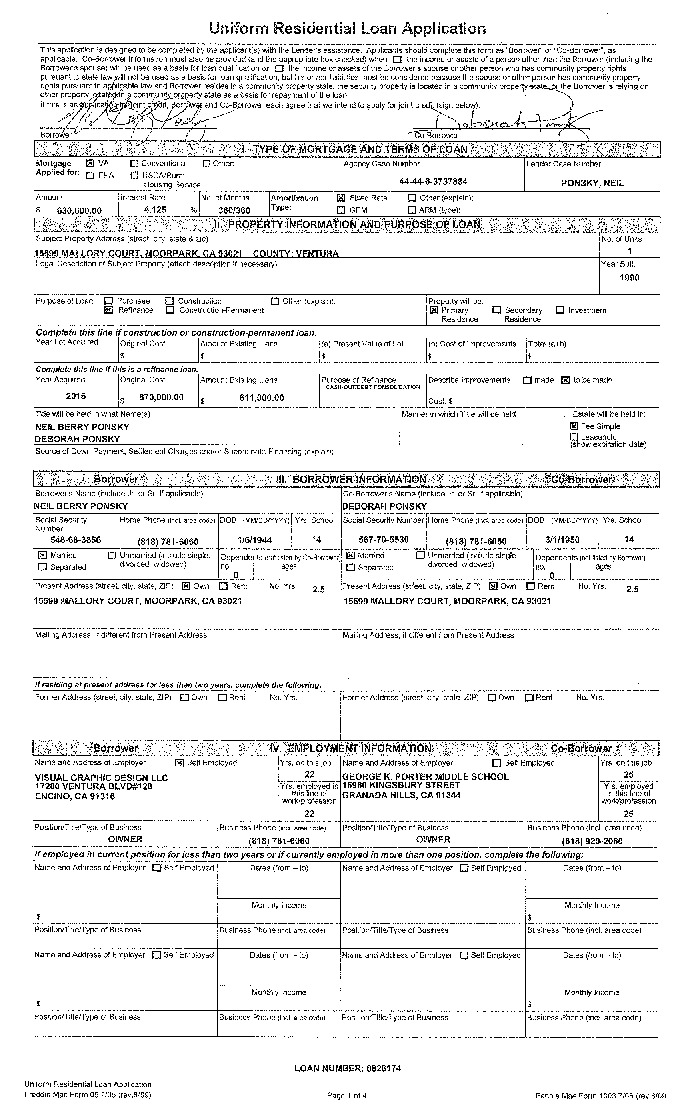 Uniform Residential Loan Application
This application is designed to be completed by the applicant(s) with the Lender's assistance. Applicants should complete this form as "Borrower" or "Co-Borrower", as
applicable. Co-Borrower information must also be provided (and the appropriate box checked) when the income or assets of a person other than the Borrower (including the
Borrower's spouse) will be used as a basis for loan qualification or the income or assets of the Borrower's spouse or other person who has community property rights
pursuant to state law will not be used as a basis for loan qualification, but his or her liabilities must be considered because the spouse or other person has community property
rights pursuant to applicable law and Borrower resides in a community property state, the security property is located in a community property state, or the Borrower is relying on
other property located in a community property state as a basis for repayment of the loan.
If this is an application for joint credit, Borrower and Co-Borrower each agree that we intend to apply for joint credit (sign below).
Borrower Co-Borrower
I. TYPE OF MORTGAGE AND TERMS OF LOAN
Mortgage Applied for: VA Conventional Other Agency Case Number Lender Case Number
FHA USDA/Rural Housing Service
PONSKY, NEIL
Amount Interest Rate No. of Months Amortization Type: Fixed Rate Other (explain):
$ 4.125 % 360/360 GPM ARM (type):
II. PROPERTY INFORMATION AND PURPOSE OF LOAN
Subject Property Address (street, city, state & zip) No. of Units
15699 MALLORY COURT, MOORPARK, CA 93021 COUNTY: VENTURA 1
Legal Description of Subject Property (attach description if necessary) Year Built
1990
Purpose of Loan Purchase Construction Other (explain): Property will be:
Refinance Construction-Permanent Primary Residence Secondary Residence Investment
Complete this line if construction or construction-permanent loan.
Year Lot Acquired Original Cost Amount Existing Liens (a) Present Value of Lot (b) Cost of Improvements Total (a+b)
$ $ $ $ $
Complete this line if this is a refinance loan.
Year Acquired Original Cost Amount Existing Liens Purpose of Refinance Describe Improvements made to be made
CASH-OUT/DEBT CONSOLIDATION
2015 $ 670,000.00 $ 611,000.00 Cost: $
Title will be held in what Name(s) Manner in which Title will be held Estate will be held in:
NEIL BERRY PONSKY Fee Simple
DEBORAH PONSKY Leasehold (show expiration date)
Source of Down Payment, Settlement Charges and/or Subordinate Financing (explain)
Borrower III. BORROWER INFORMATION Co-Borrower
Borrower's Name (include Jr. or Sr. if applicable) Co-Borrower's Name (include Jr. or Sr. if applicable)
NEIL BERRY PONSKY DEBORAH PONSKY
Social Security Number Home Phone (incl. area code) DOB (MM/DD/YYYY) Yrs. School Social Security Number Home Phone (incl. area code) DOB (MM/DD/YYYY) Yrs. School
(818) 781-6060 1/6/1944 14 (818) 781-6060 3/1/1950 14
Married Unmarried (include single, divorced, widowed) Dependents (not listed by Co-Borrower) Married Unmarried (include single, divorced, widowed) Dependents (not listed by Borrower)
Separated no. 0 ages Separated no. 0 ages
Present Address (street, city, state, ZIP) Own Rent No. Yrs. 2.5 Present Address (street, city, state, ZIP) Own Rent No. Yrs. 2.5
15699 MALLORY COURT, MOORPARK, CA 93021 15699 MALLORY COURT, MOORPARK, CA 93021
Mailing Address, if different from Present Address Mailing Address, if different from Present Address
If residing at present address for less than two years, complete the following:
Former Address (street, city, state, ZIP) Own Rent No. Yrs. Former Address (street, city, state, ZIP) Own Rent No. Yrs.
Borrower IV. EMPLOYMENT INFORMATION Co-Borrower
Name and Address of Employer Self Employed Yrs. on this job Name and Address of Employer Self Employed Yrs. on this job
22 25
VISUAL GRAPHIC DESIGN LLC GEORGE K. PORTER MIDDLE SCHOOL
17200 VENTURA BLVD#128 Yrs. employed in this line of work/profession 15960 KINGSBURY STREET Yrs. employed in this line of work/profession
ENCINO, CA 91316 GRANADA HILLS, CA 91344
22 25
Position/Title/Type of Business Business Phone (incl. area code) Position/Title/Type of Business Business Phone (incl. area code)
OWNER (818) 781-6060 OWNER (818) 920-2050
If employed in current position for less than two years or if currently employed in more than one position, complete the following:
Name and Address of Employer Self Employed Dates (from – to) Name and Address of Employer Self Employed Dates (from – to)
Monthly Income Monthly Income
$ $
Position/Title/Type of Business Business Phone (incl. area code) Position/Title/Type of Business Business Phone (incl. area code)
Name and Address of Employer Self Employed Dates (from – to) Name and Address of Employer Self Employed Dates (from – to)
Monthly Income Monthly Income
$ $
Position/Title/Type of Business Business Phone (incl. area code) Position/Title/Type of Business Business Phone (incl. area code)
LOAN NUMBER: 0826174
Uniform Residential Loan Application
Freddie Mac Form 65 7/05 (rev.6/09) Page 1 of 4 Fannie Mae Form 1003 7/05 (rev.6/09)